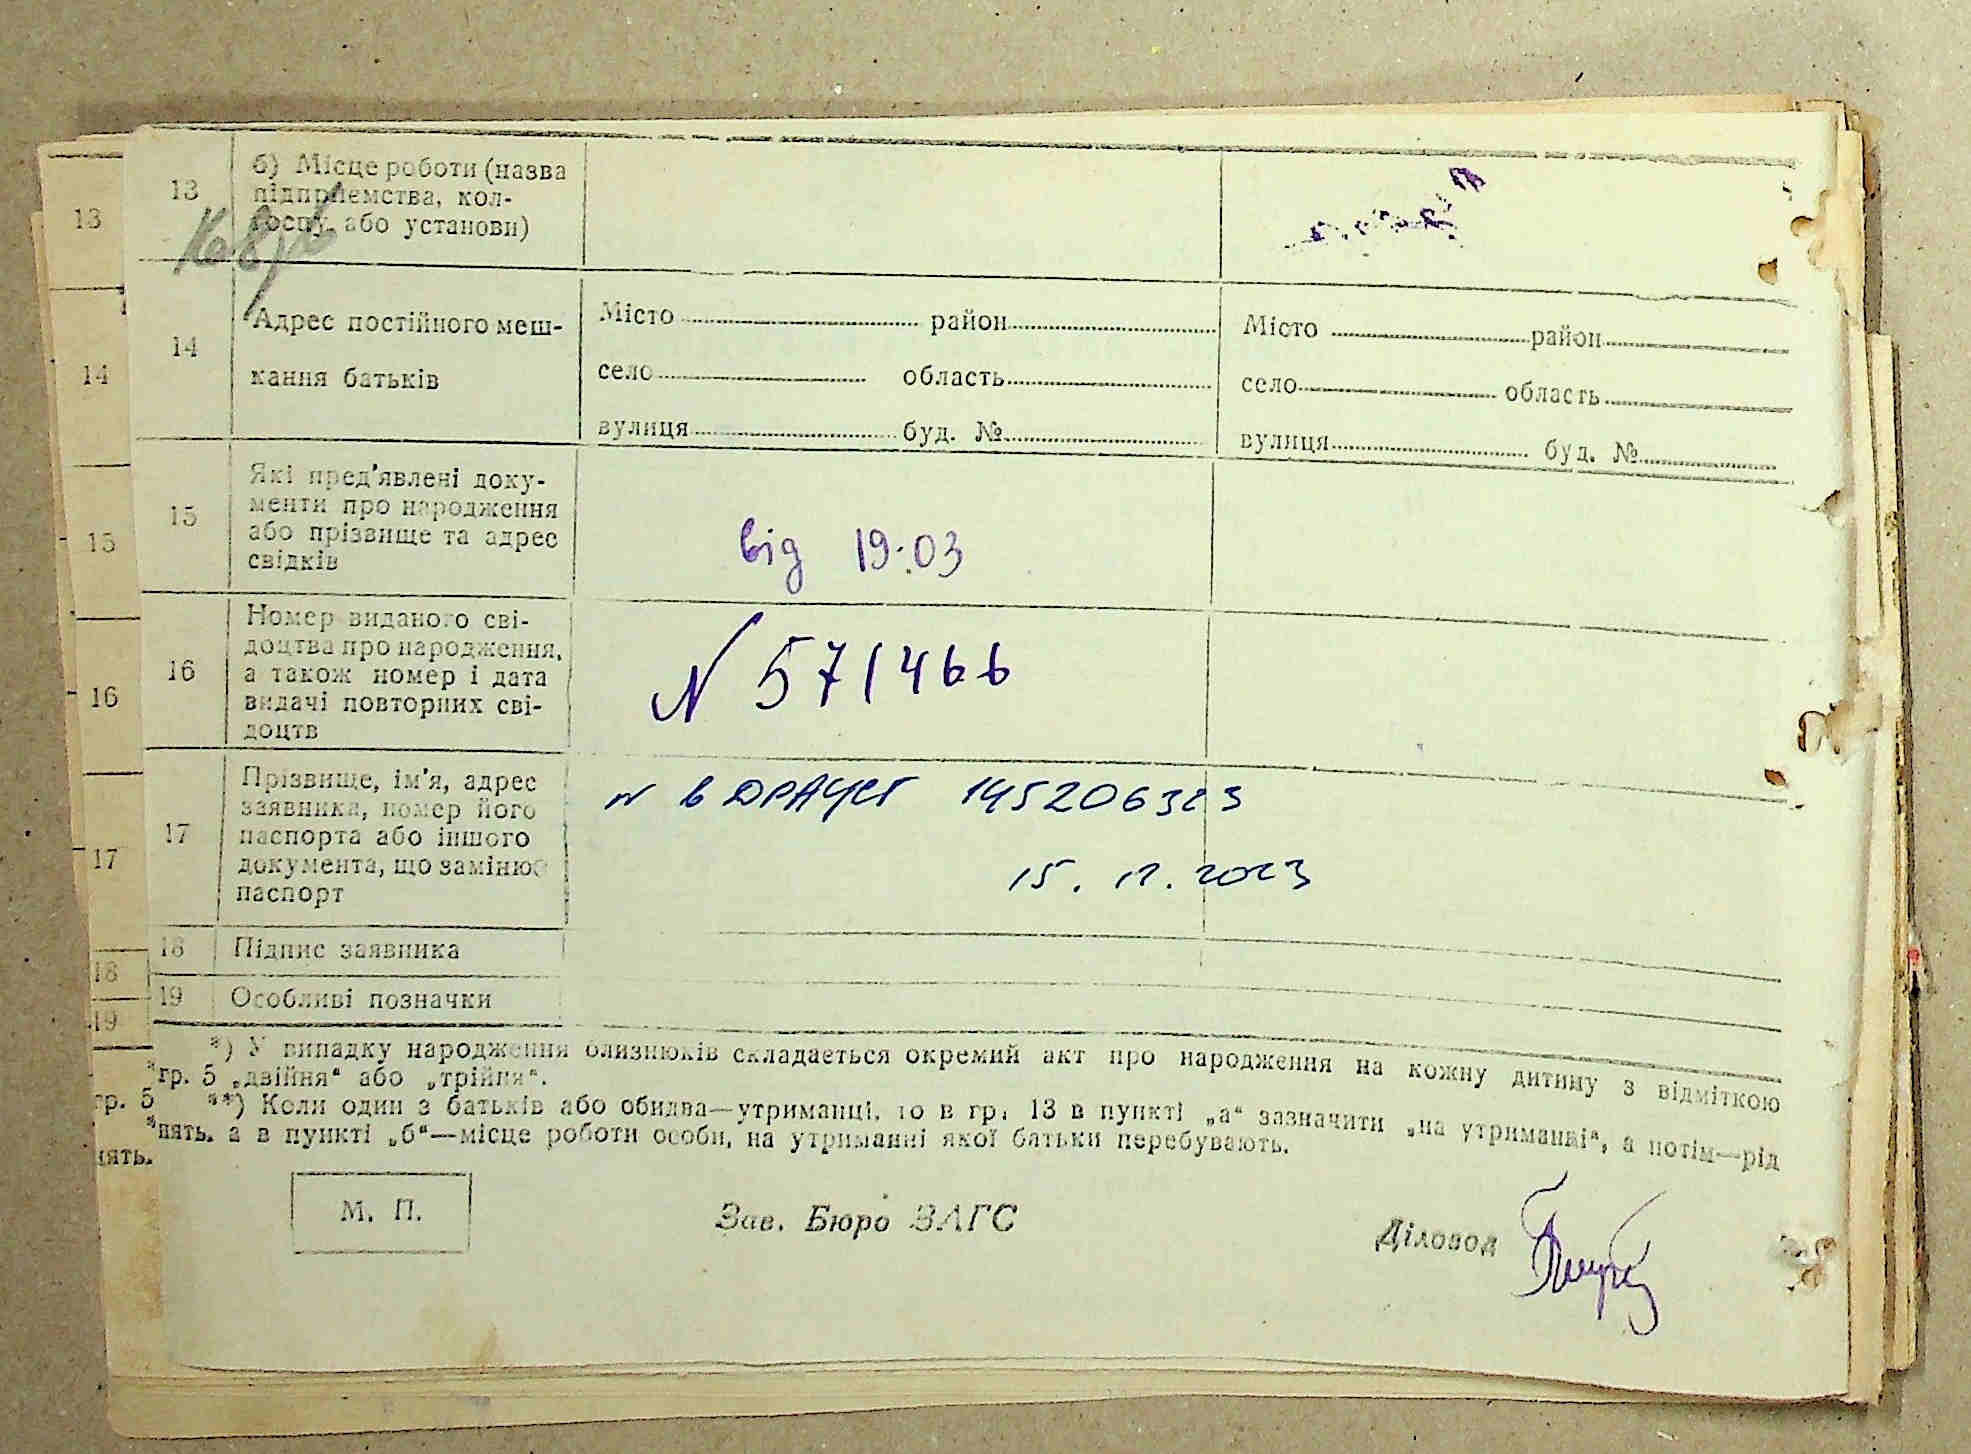 13
б) Місце роботи (назва
підприємства, кол-
госпу, або установи)
14
Адрес постійного меш-
кання батьків
Місто район
село область
вулиця буд. №
Місто район
село область
вулиця буд. №
15
Які пред'явлені доку-
менти про народження
або прізвище та адрес
свідків
від 19.03
16
Номер виданого сві-
доцтва про народження,
а також номер і дата
видачі повторних сві-
доцтв
N 571466
17
Прізвище, ім'я, адрес
заявника, номер його
паспорта або іншого
документа, що замінює
паспорт
N в ДРАЦСГ
18
Підпис заявника
19
Особливі позначки
*) У випадку народження близнюків складається окремий акт про народження на кожну дитину з відміткою
гр. 5 „двійня" або „трійня".
**) Коли один з батьків або обидва—утриманці, то в гр. 13 в пункті „а" зазначити „на утриманні", а потім—рід
нять, а в пункті „б"—місце роботи особи, на утриманні якої батьки перебувають.
М. П.
Зав. Бюро ЗАГС
Діловод
13
14
15
16
17
18
19
гр. 5
нять.